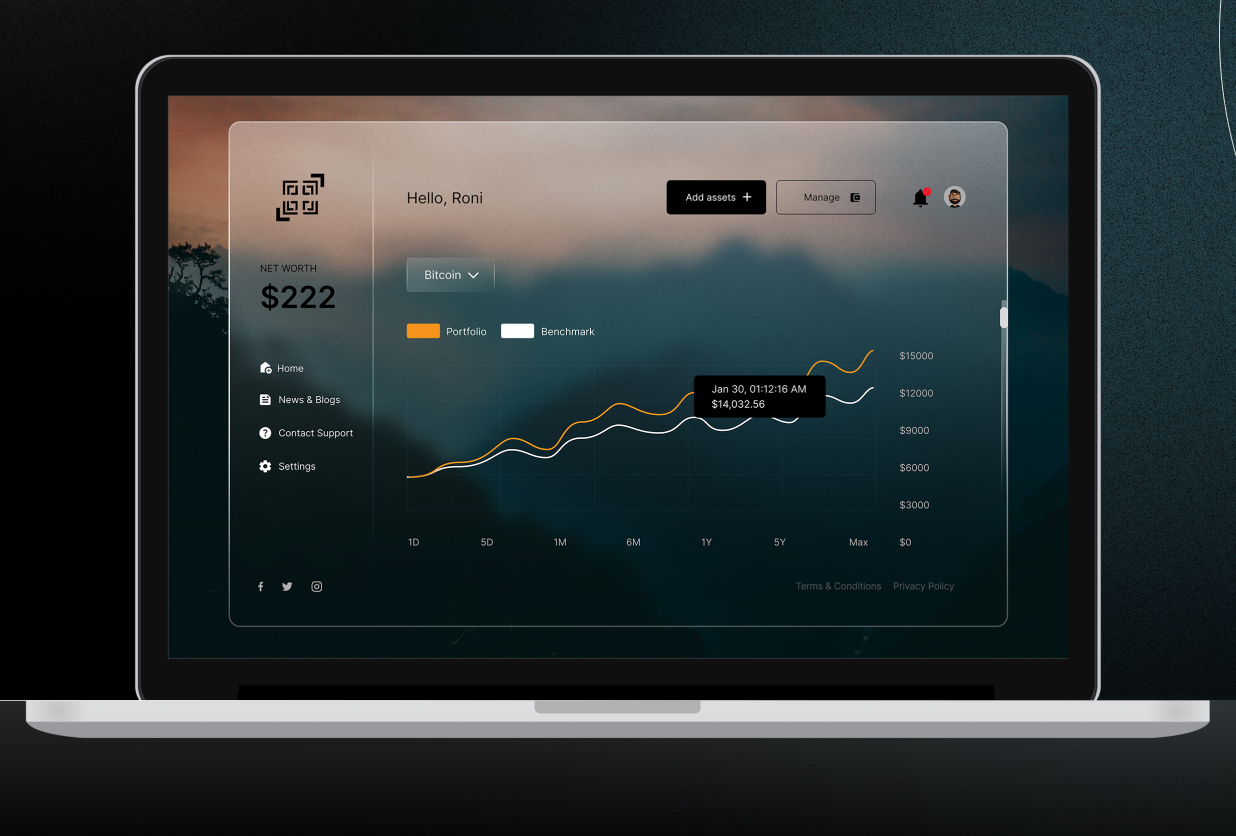 Hello, Roni
Add assets
Manage
NET WORTH
$222
Home
News & Blogs
Contact Support
Settings
Bitcoin
Portfolio
Benchmark
Jan 30, 01:12:16 AM
$14,032.56
$15000
$12000
$9000
$6000
$3000
$0
1D
5D
1M
6M
1Y
5Y
Max
Terms & Conditions
Privacy Policy